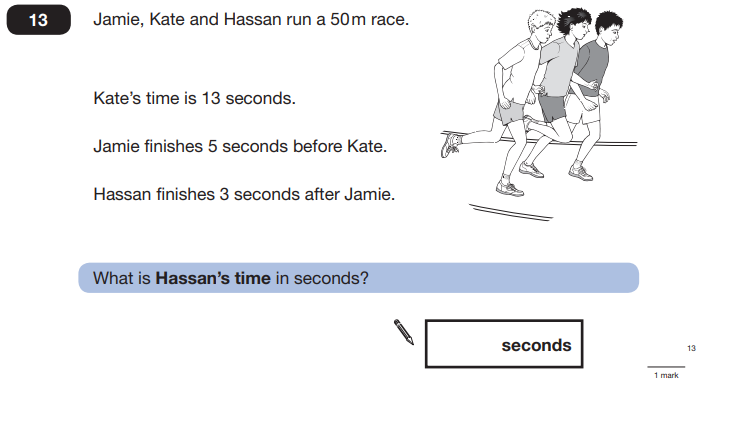 13
Jamie, Kate and Hassan run a 50 m race.
Kate's time is 13 seconds.
Jamie finishes 5 seconds before Kate.
Hassan finishes 3 seconds after Jamie.
What is Hassan's time in seconds?
seconds
13
1 mark